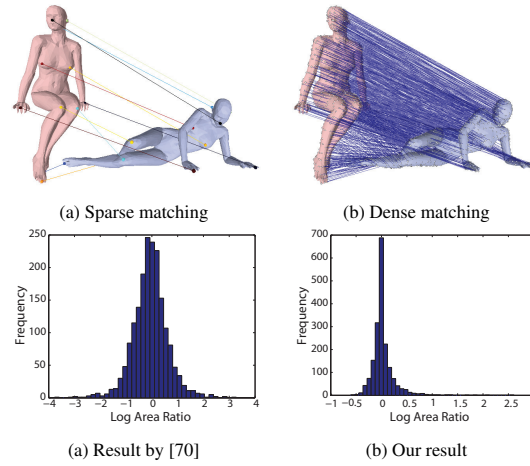 (a) Sparse matching
(b) Dense matching
250
200
150
100
50
0
Frequency
−4 −3 −2 −1 0 1 2 3 4
Log Area Ratio
700
600
500
400
300
200
100
0
Frequency
−1 −0.5 0 0.5 1 1.5 2 2.5
Log Area Ratio
(a) Result by [70]
(b) Our result